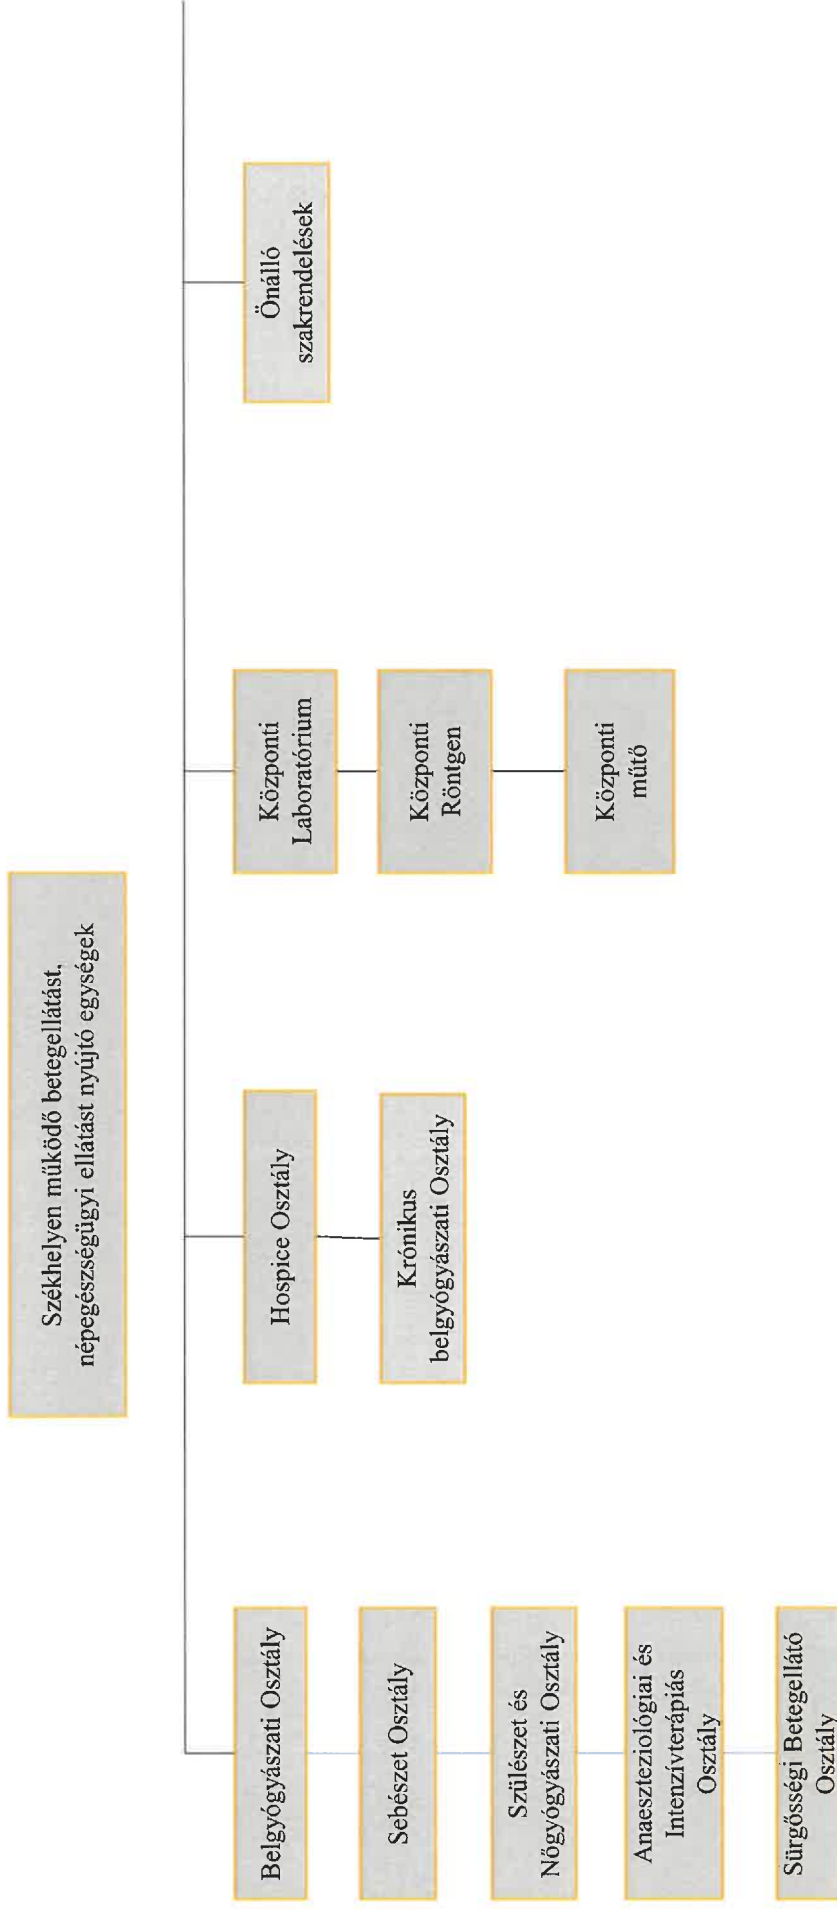 Székhelyen működő betegellátást,
népegészségügyi ellátást nyújtó egységek
Belgyógyászati Osztály
Sebészet Osztály
Szülészet és
Nőgyógyászati Osztály
Anaeszteziológiai és
Intenzívterápiás
Osztály
Sürgősségi Betegellátó
Osztály
Hospice Osztály
Krónikus
belgyógyászati Osztály
Központi
Laboratórium
Központi
Röntgen
Központi
műtő
Önálló
szakrendelések